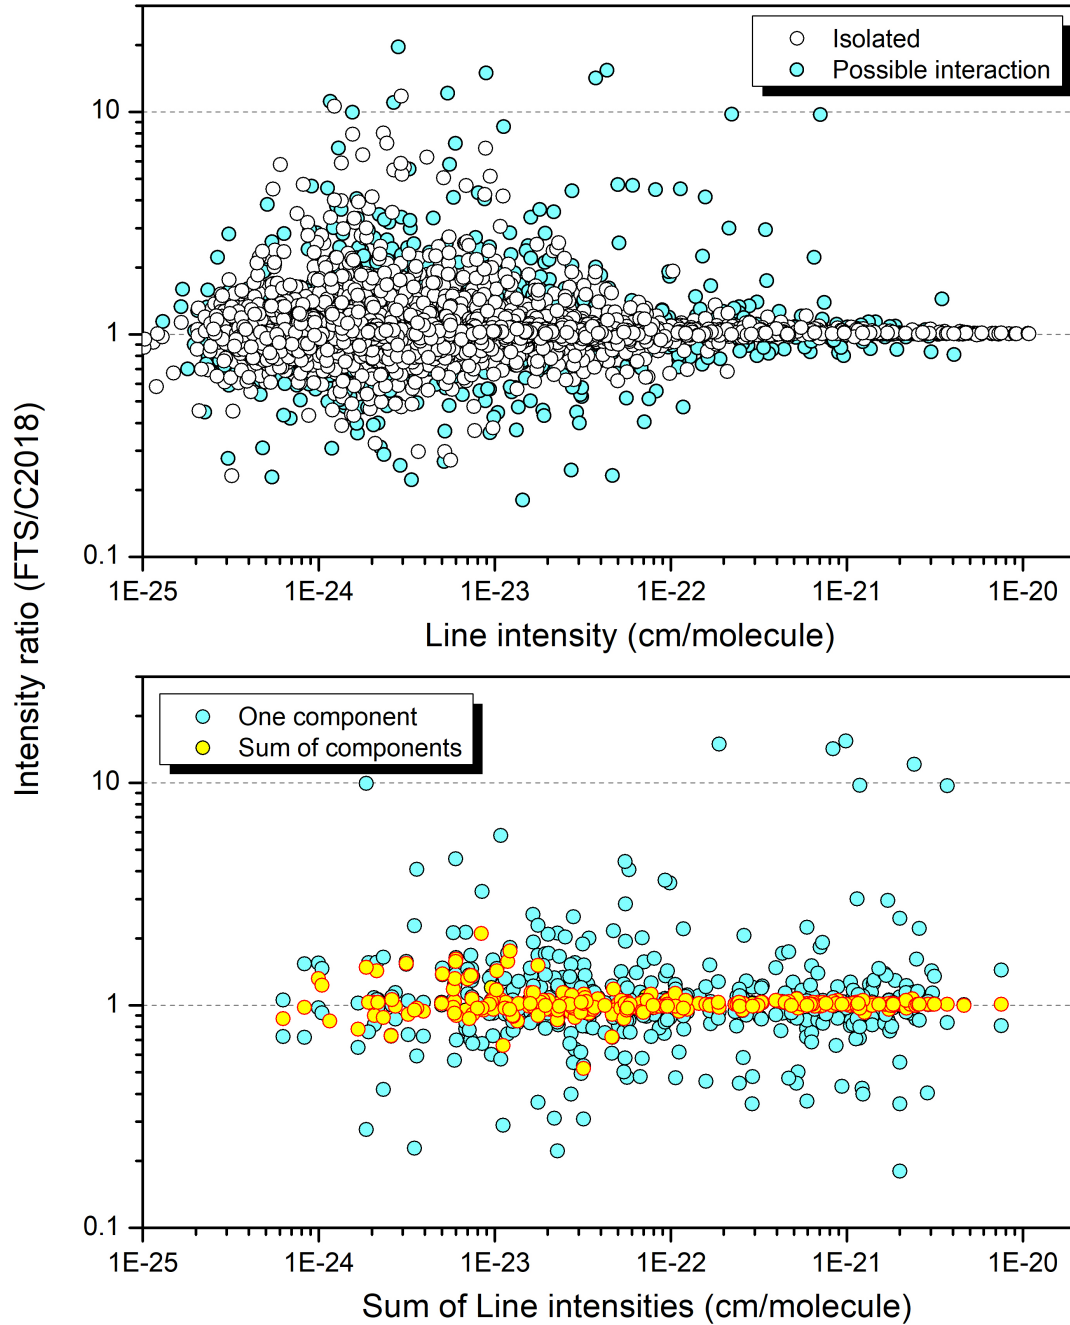 Isolated
Possible interaction
10
1
0.1
1E-25
1E-24
1E-23
1E-22
1E-21
1E-20
Line intensity (cm/molecule)
Intensity ratio (FTS/C2018)
One component
Sum of components
10
1
0.1
1E-25
1E-24
1E-23
1E-22
1E-21
1E-20
Sum of Line intensities (cm/molecule)